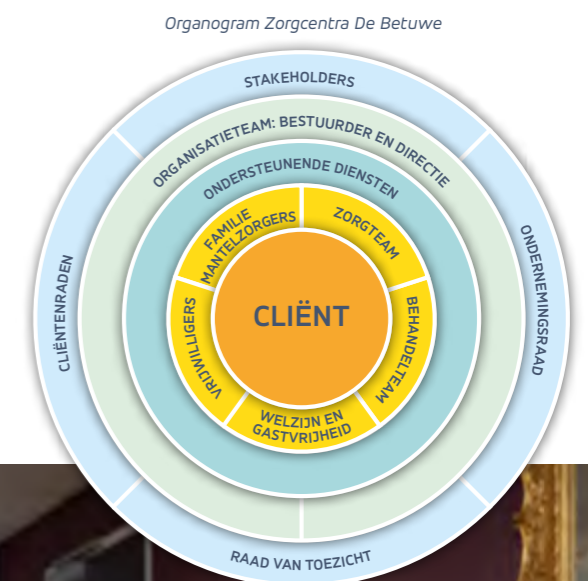 Organogram Zorgcentra De Betuwe
STAKEHOLDERS
ORGANISATIETEAM: BESTUURDER EN DIRECTIE
ONDERSTEUNENDE DIENSTEN
FAMILIE
MANTELZORGERS
ZORGTEAM
CLIËNTENRADEN
ONDERNEMINGSRAAD
VRIJWILLIGERS
CLIËNT
BEHANDELTEAM
WELZIJN EN
GASTVRIJHEID
RAAD VAN TOEZICHT